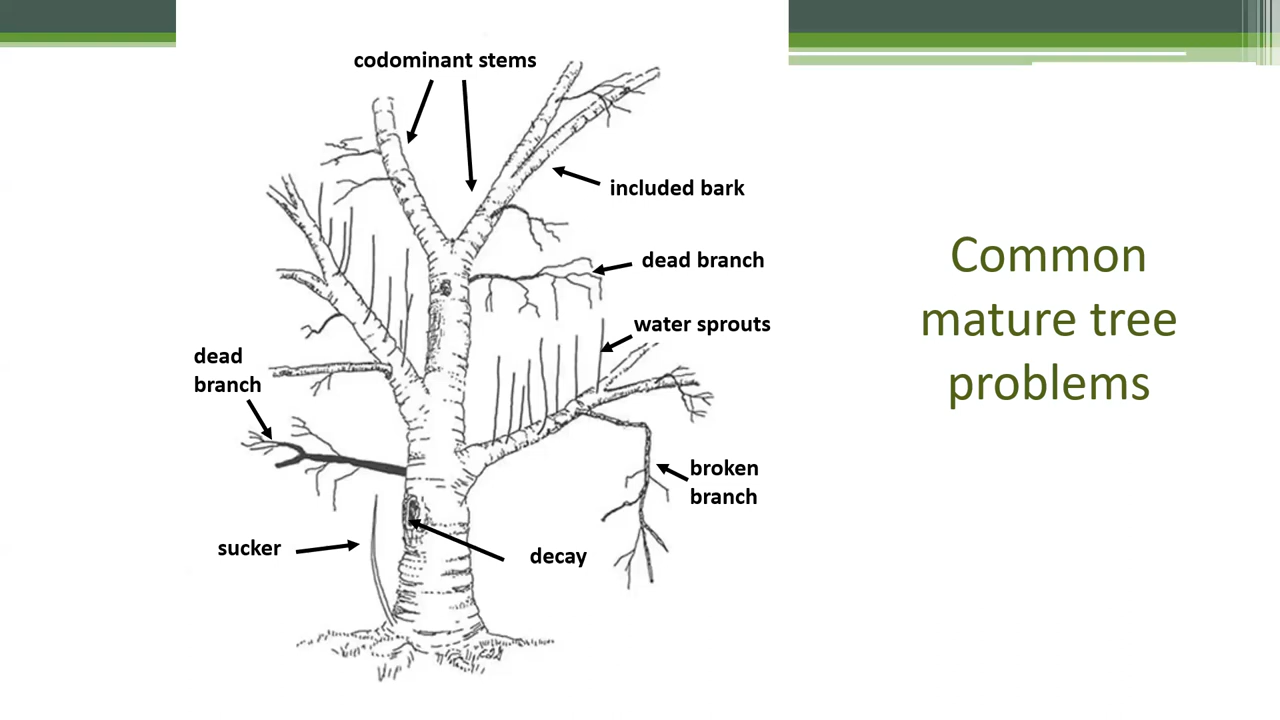 codominant stems
included bark
dead branch
water sprouts
dead
branch
broken
branch
sucker
decay
Common
mature tree
problems